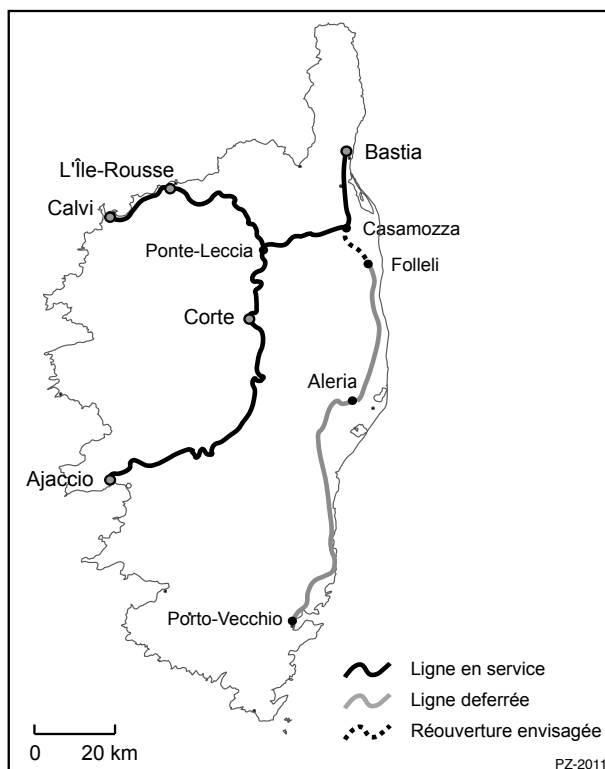 Bastia
L'Île-Rousse
Calvi
Casamozza
Ponte-Leccia
Folleli
Corte
Aleria
Ajaccio
Porto-Vecchio
Ligne en service
Ligne deferrée
Réouverture envisagée
0 20 km
PZ-2011